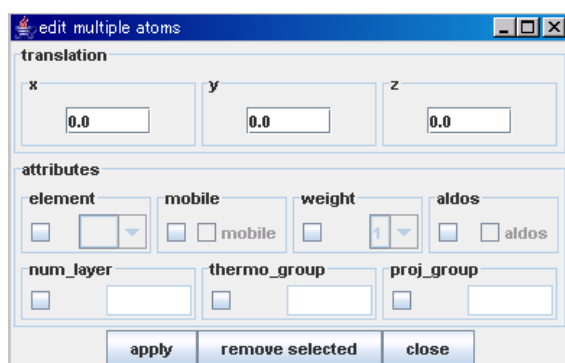 edit multiple atoms
translation
x y z
0.0 0.0 0.0
attributes
element mobile weight aldos
mobile 1 aldos
num_layer thermo_group proj_group
apply remove selected close